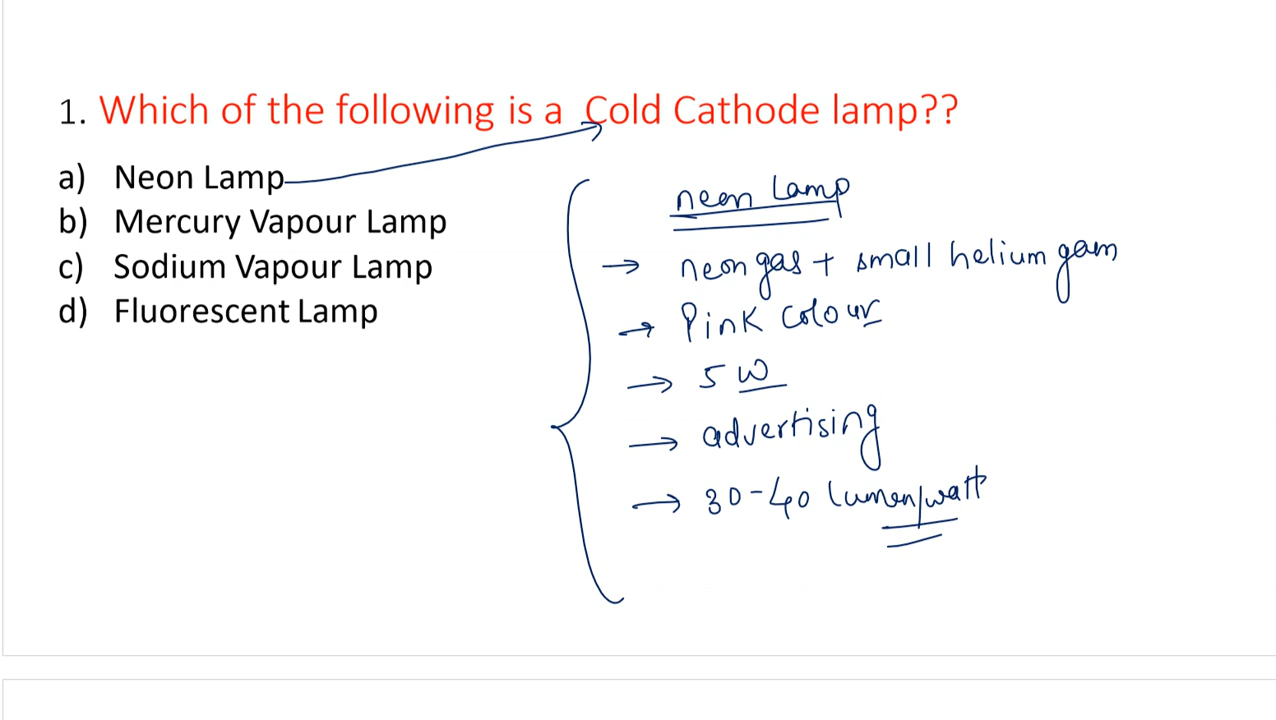 1. Which of the following is a Cold Cathode lamp??
a) Neon Lamp
b) Mercury Vapour Lamp
c) Sodium Vapour Lamp
d) Fluorescent Lamp
neon Lamp
→ neon gas + small helium gam
→ Pink colour
→ 5 W
→ advertising
→ 30-40 lumen/watt